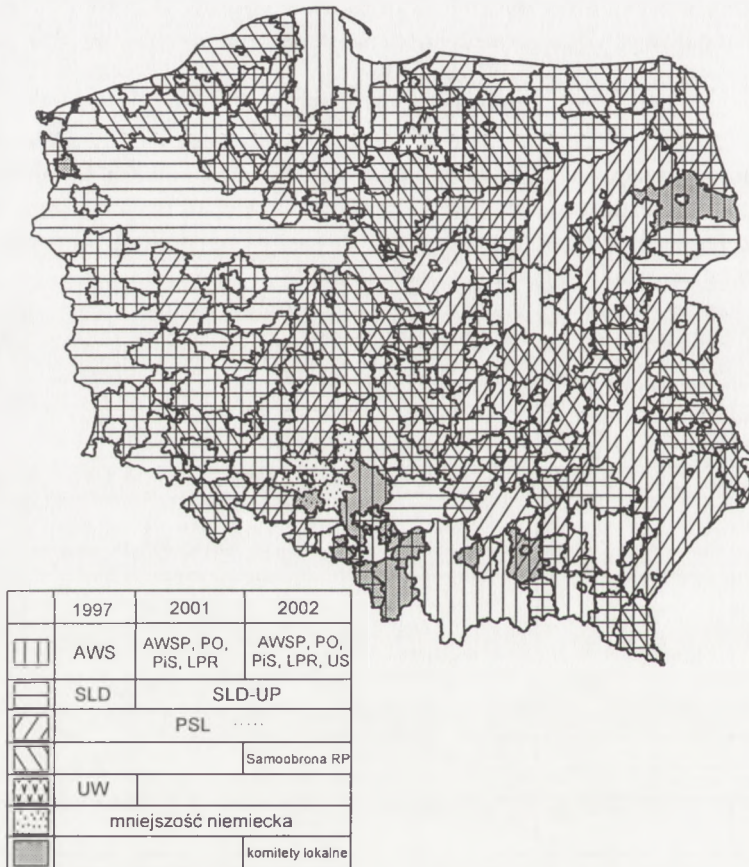 1997 2001 2002
AWS AWSP, PO, PiS, LPR AWSP, PO, PiS, LPR, US
SLD SLD-UP
PSL .....
Samoobrona RP
UW
mniejszość niemiecka
komitety lokalne